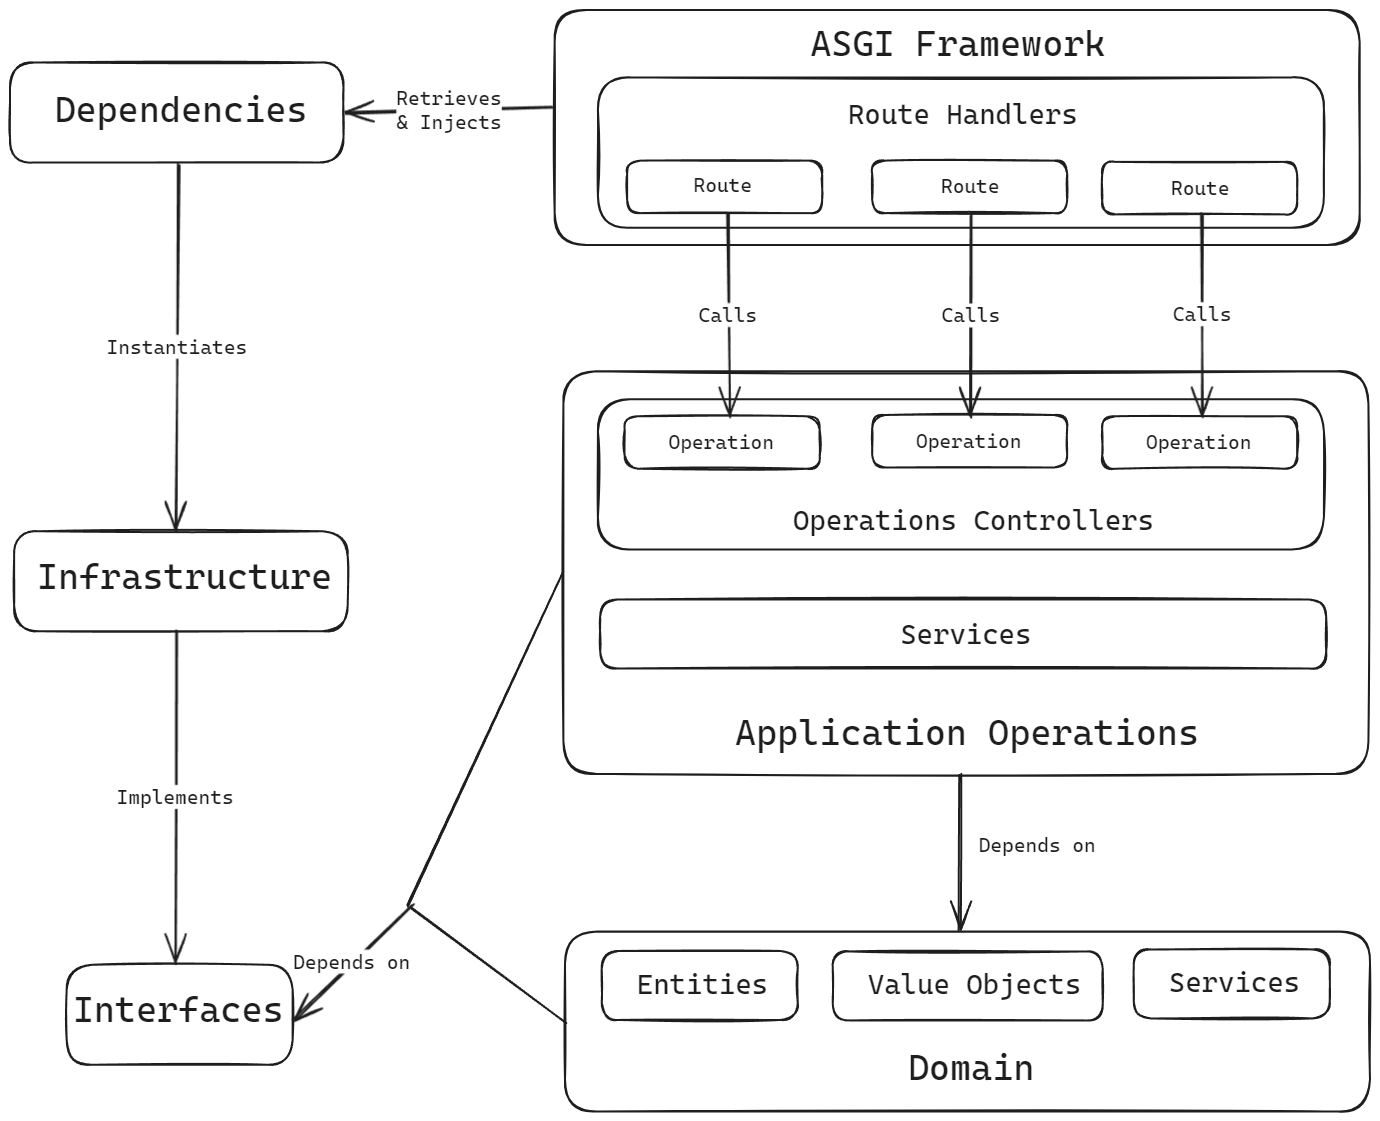 ASGI Framework
Dependencies
Retrieves
& Injects
Route Handlers
Route
Route
Route
Instantiates
Calls
Calls
Calls
Operation
Operation
Operation
Operations Controllers
Infrastructure
Services
Application Operations
Implements
Depends on
Depends on
Interfaces
Entities
Value Objects
Services
Domain